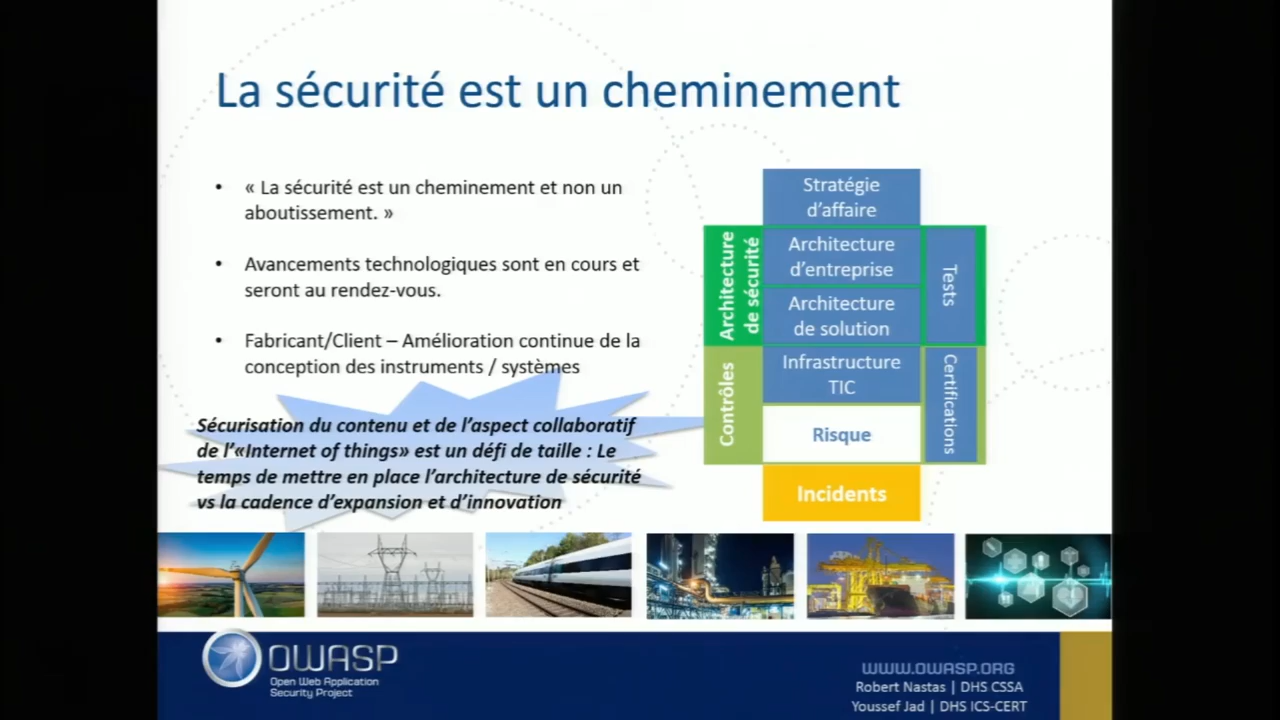 La sécurité est un cheminement
• « La sécurité est un cheminement et non un
aboutissement. »
• Avancements technologiques sont en cours et
seront au rendez-vous.
• Fabricant/Client – Amélioration continue de la
conception des instruments / systèmes
Sécurisation du contenu et de l’aspect collaboratif
de l’«Internet of things» est un défi de taille : Le
temps de mettre en place l’architecture de sécurité
vs la cadence d’expansion et d’innovation
Stratégie
d’affaire
Architecture
de sécurité
Architecture
d’entreprise
Architecture
de solution
Tests
Contrôles
Infrastructure
TIC
Risque
Certifications
Incidents
OWASP
Open Web Application
Security Project
WWW.OWASP.ORG
Robert Nastas | DHS CSSA
Youssef Jad | DHS ICS-CERT